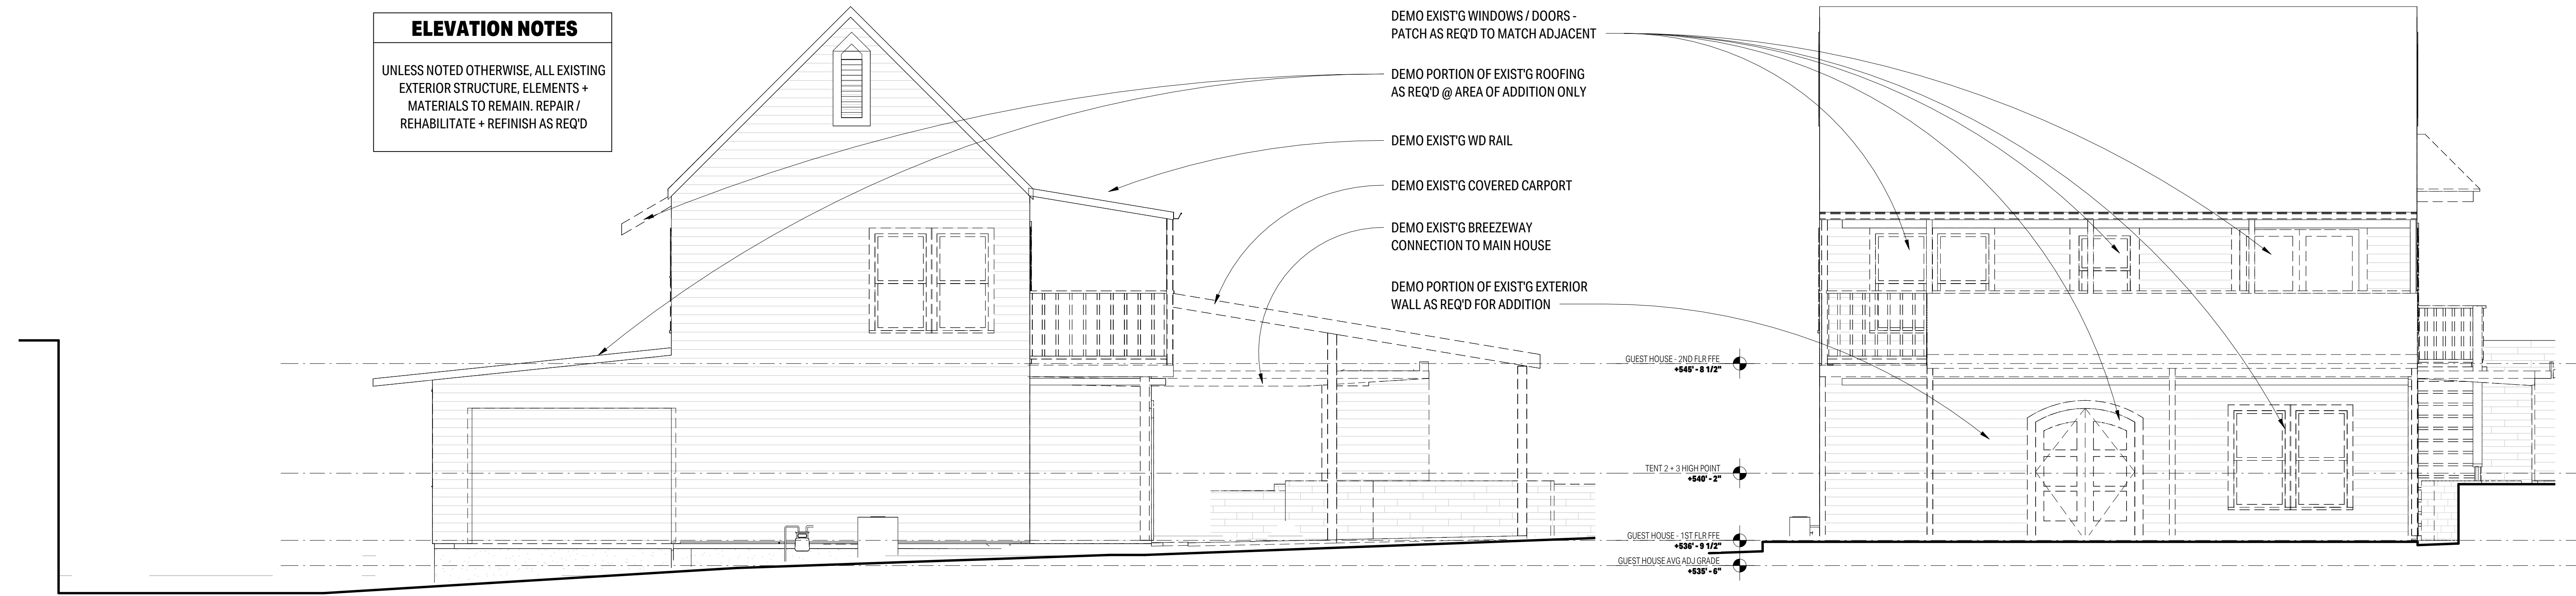 ELEVATION NOTES
UNLESS NOTED OTHERWISE, ALL EXISTING
EXTERIOR STRUCTURE, ELEMENTS +
MATERIALS TO REMAIN. REPAIR /
REHABILITATE + REFINISH AS REQ'D
DEMO EXIST'G WINDOWS / DOORS -
PATCH AS REQ'D TO MATCH ADJACENT
DEMO PORTION OF EXIST'G ROOFING
AS REQ'D @ AREA OF ADDITION ONLY
DEMO EXIST'G WD RAIL
DEMO EXIST'G COVERED CARPORT
DEMO EXIST'G BREEZEWAY
CONNECTION TO MAIN HOUSE
DEMO PORTION OF EXIST'G EXTERIOR
WALL AS REQ'D FOR ADDITION
GUEST HOUSE - 2ND FLR FFE
+545' - 8 1/2"
TENT 2 + 3 HIGH POINT
+540' - 2"
GUEST HOUSE - 1ST FLR FFE
+536' - 9 1/2"
GUEST HOUSE AVG ADJ GRADE
+535' - 6"